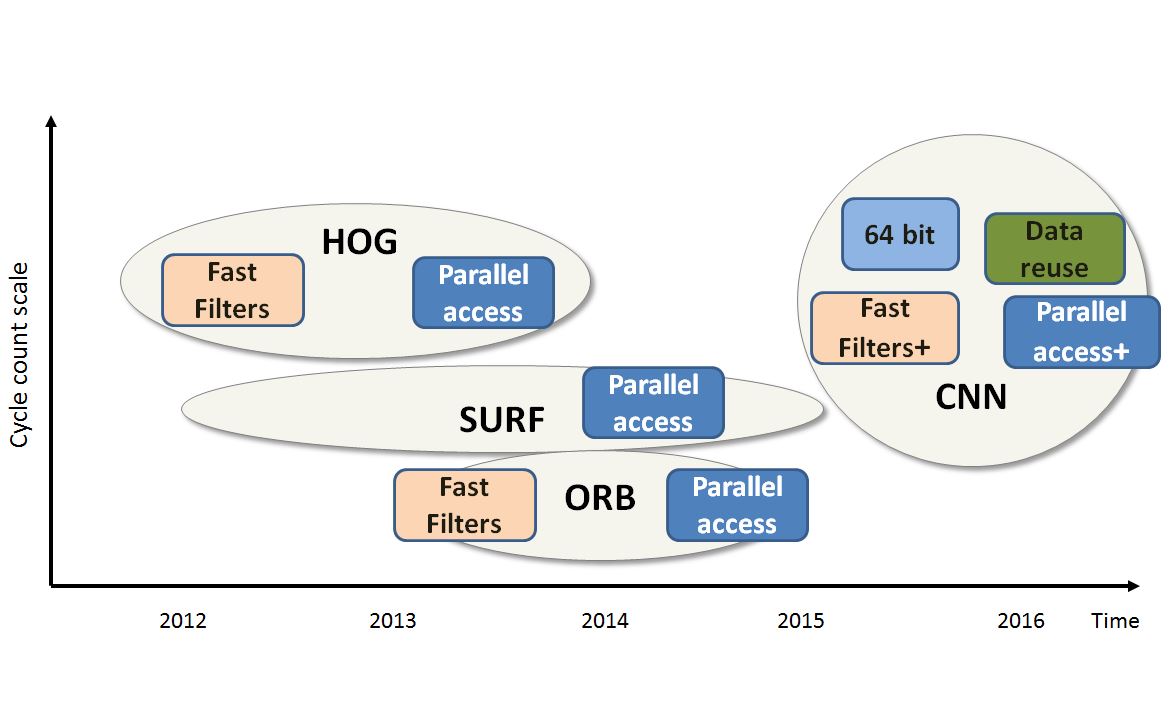 Cycle count scale
HOG
Fast
Filters
Parallel
access
SURF
Parallel
access
Fast
Filters
ORB
Parallel
access
64 bit
Data
reuse
Fast
Filters+
Parallel
access+
CNN
2012
2013
2014
2015
2016
Time